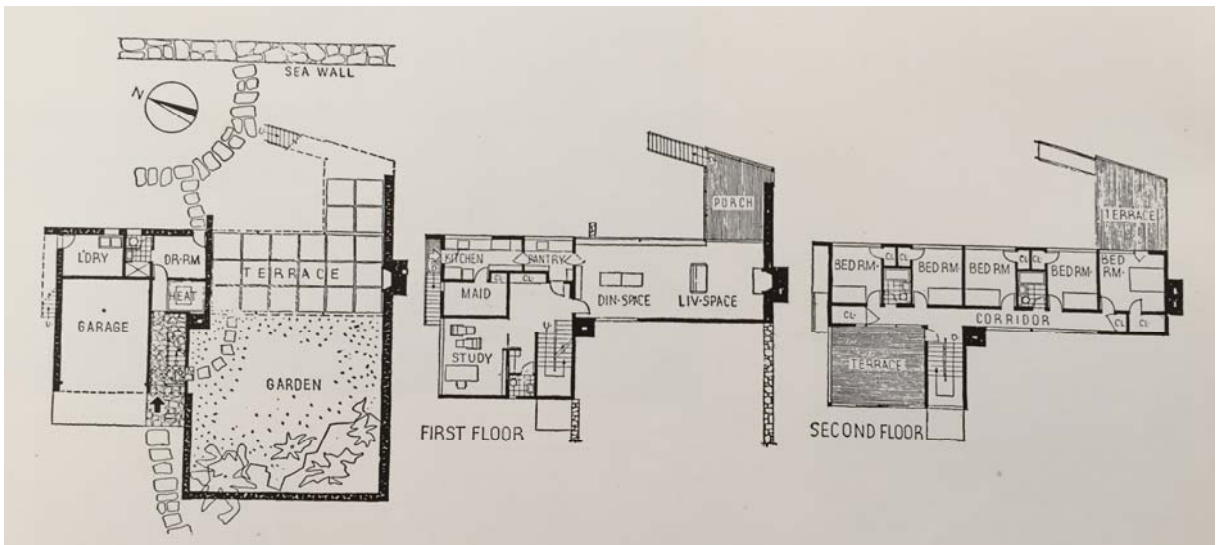 SEA WALL
N
L'DRY
DR-RM
TERRACE
HEAT
GARAGE
GARDEN
U
PORCH
KITCHEN
PANTRY
CL
CL
MAID
DIN-SPACE
LIV-SPACE
U
STUDY
FIRST FLOOR
TERRACE
BED RM-
CL
CL
BED RM-
BED RM-
CL
CL
BED RM-
BED
RM-
CL-
CORRIDOR
CL
CL-
D
TERRACE
SECOND FLOOR